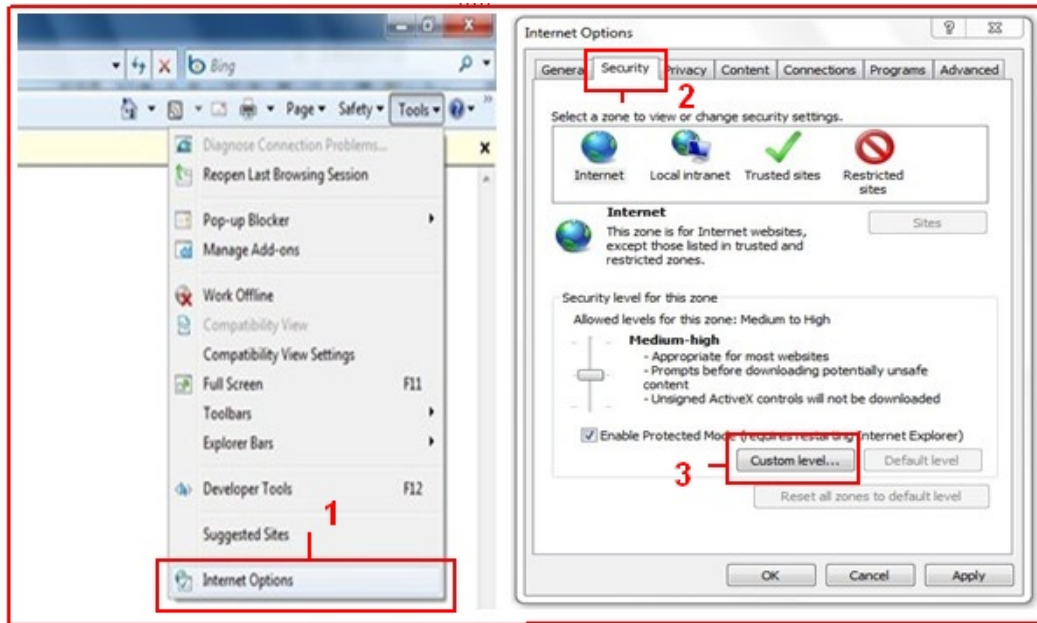 Bing
Page Safety Tools
Diagnose Connection Problems...
Reopen Last Browsing Session
Pop-up Blocker
Manage Add-ons
Work Offline
Compatibility View
Compatibility View Settings
Full Screen F11
Toolbars
Explorer Bars
Developer Tools F12
1
Suggested Sites
Internet Options
Internet Options
General Security Privacy Content Connections Programs Advanced
2
Select a zone to view or change security settings.
Internet Local intranet Trusted sites Restricted
sites
Internet
Sites
This zone is for Internet websites,
except those listed in trusted and
restricted zones.
Security level for this zone
Allowed levels for this zone: Medium to High
Medium-high
- Appropriate for most websites
- Prompts before downloading potentially unsafe
content
- Unsigned ActiveX controls will not be downloaded
Enable Protected Mode (requires restarting Internet Explorer)
3
Custom level... Default level
Reset all zones to default level
OK Cancel Apply